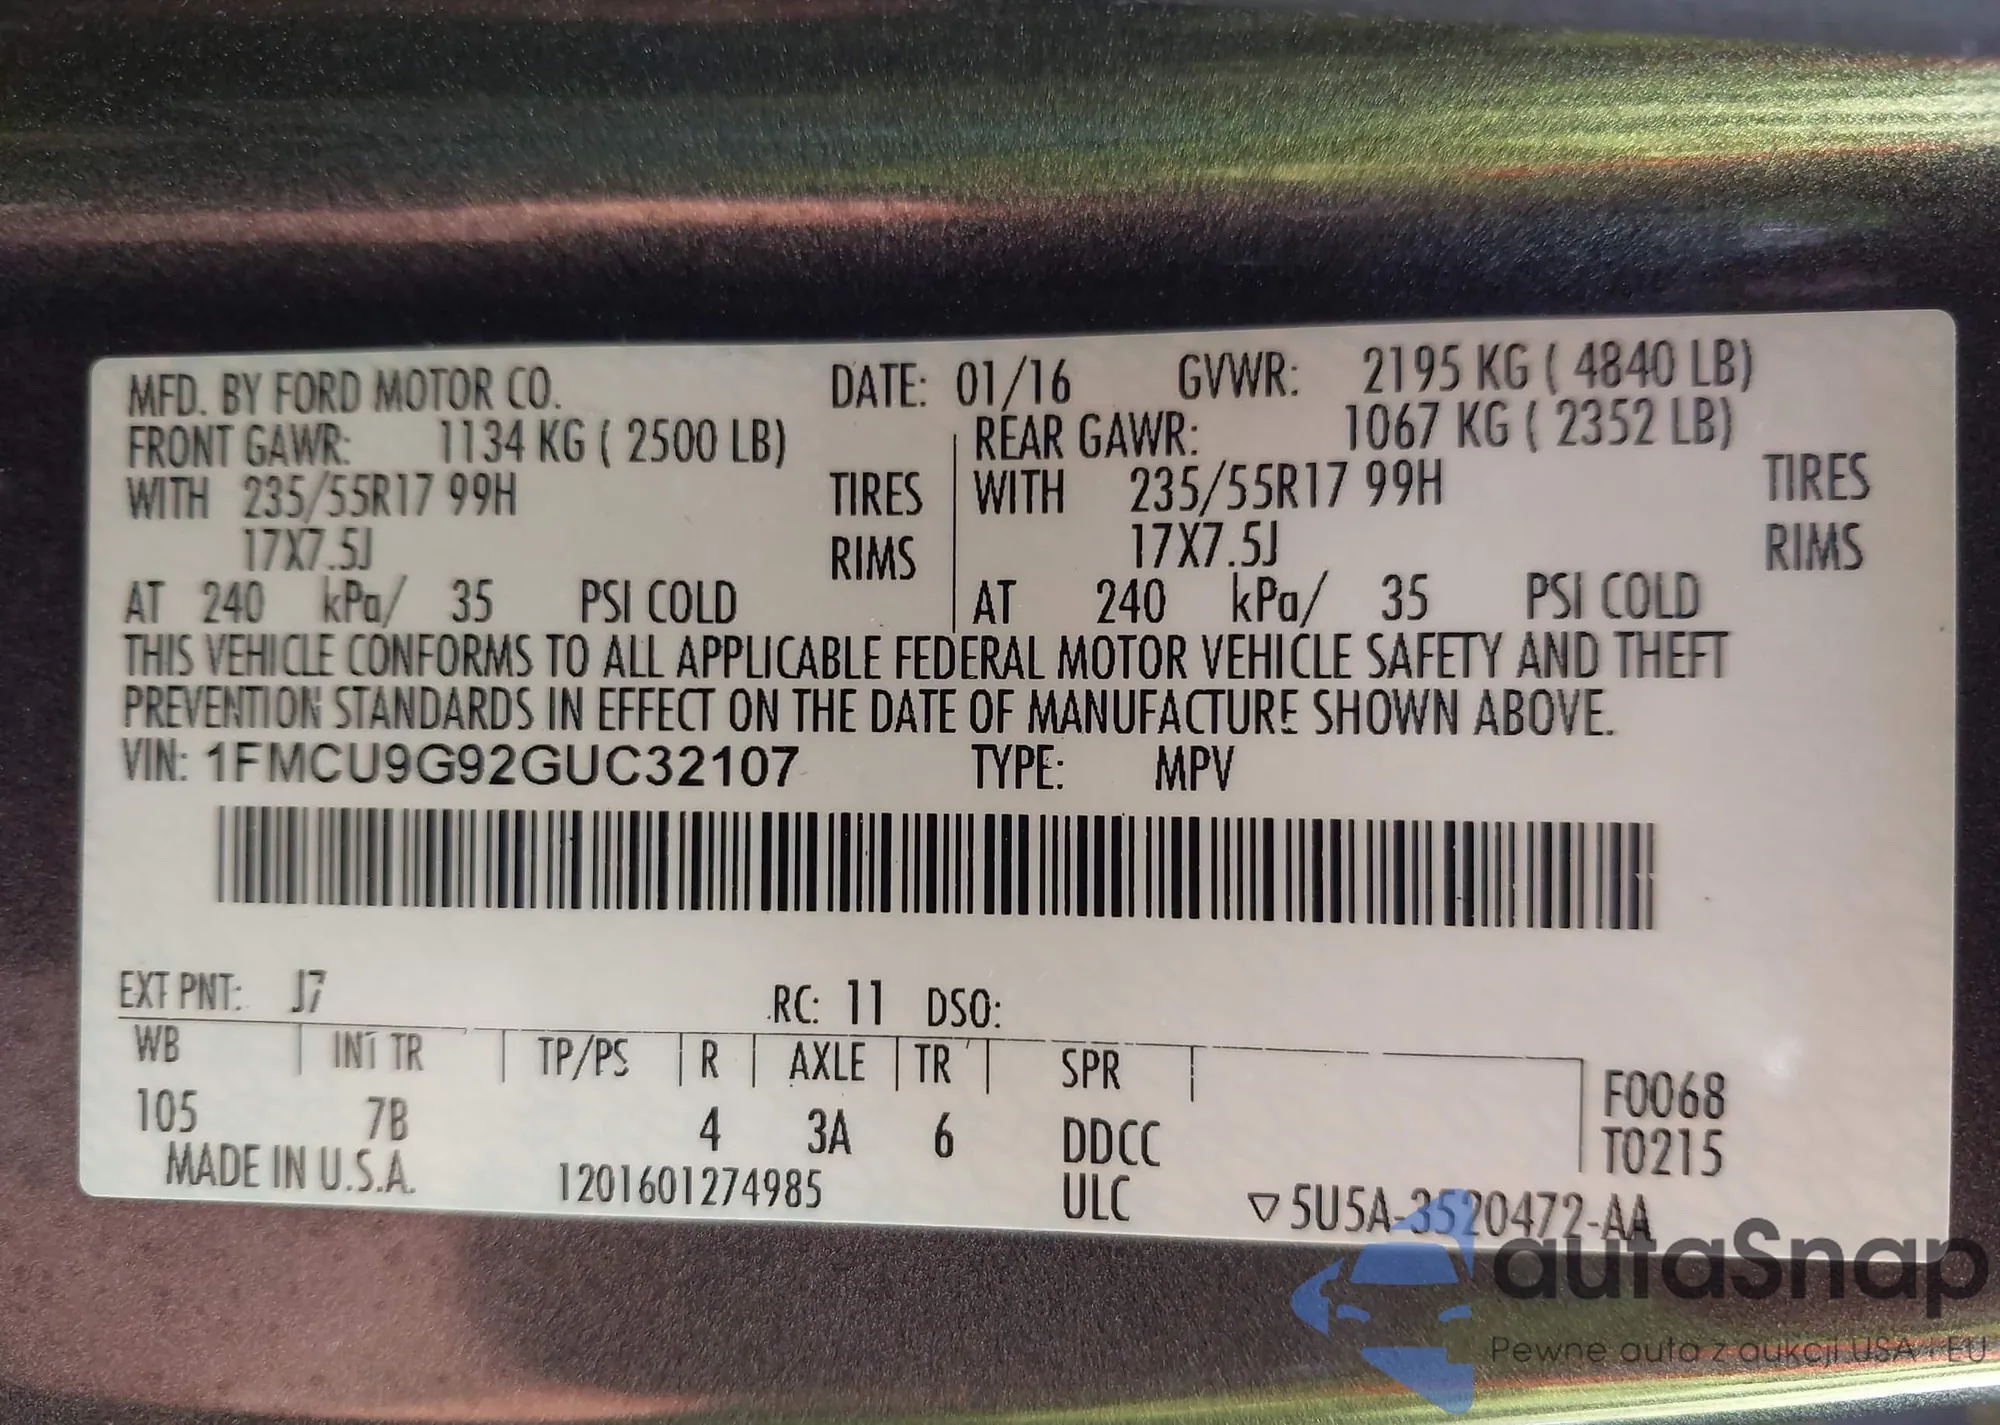 MFD. BY FORD MOTOR CO. DATE: 01/16 GVWR: 2195 KG ( 4840 LB)
FRONT GAWR: 1134 KG ( 2500 LB) REAR GAWR: 1067 KG ( 2352 LB)
WITH 235/55R17 99H TIRES WITH 235/55R17 99H TIRES
17X7.5J RIMS 17X7.5J RIMS
AT 240 kPa/ 35 PSI COLD AT 240 kPa/ 35 PSI COLD
THIS VEHICLE CONFORMS TO ALL APPLICABLE FEDERAL MOTOR VEHICLE SAFETY AND THEFT
PREVENTION STANDARDS IN EFFECT ON THE DATE OF MANUFACTURE SHOWN ABOVE.
VIN: 1FMCU9G92GUC32107 TYPE: MPV
EXT PNT: J7 RC: 11 DSO:
WB INT TR TP/PS R AXLE TR SPR
F0068
105 7B 4 3A 6 DDCC T0215
MADE IN U.S.A. 1201601274985 ULC ▽5U5A-3520472-AA
autaSnap
Pewne auta z aukcji USA i EU